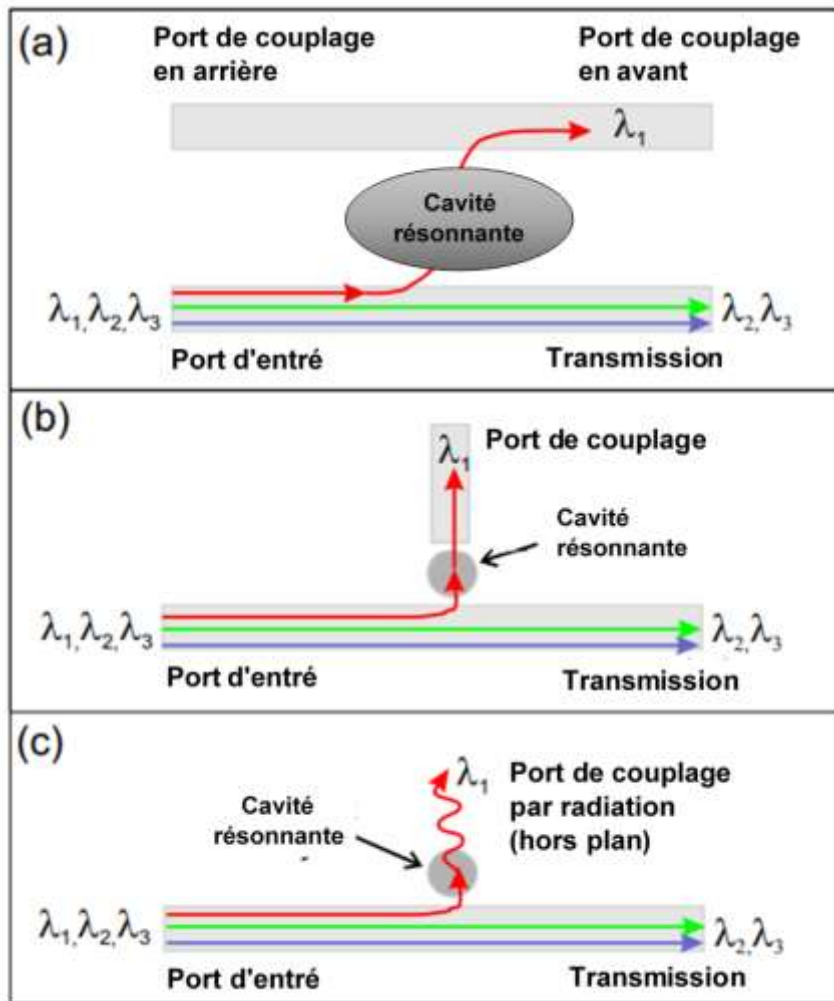 (a)
Port de couplage
en arrière
Port de couplage
en avant
λ₁
Cavité
résonnante
λ₁,λ₂,λ₃
λ₂,λ₃
Port d'entré
Transmission
(b)
λ₁
Port de couplage
Cavité
résonnante
λ₁,λ₂,λ₃
λ₂,λ₃
Port d'entré
Transmission
(c)
λ₁
Port de couplage
par radiation
(hors plan)
Cavité
résonnante
λ₁,λ₂,λ₃
λ₂,λ₃
Port d'entré
Transmission